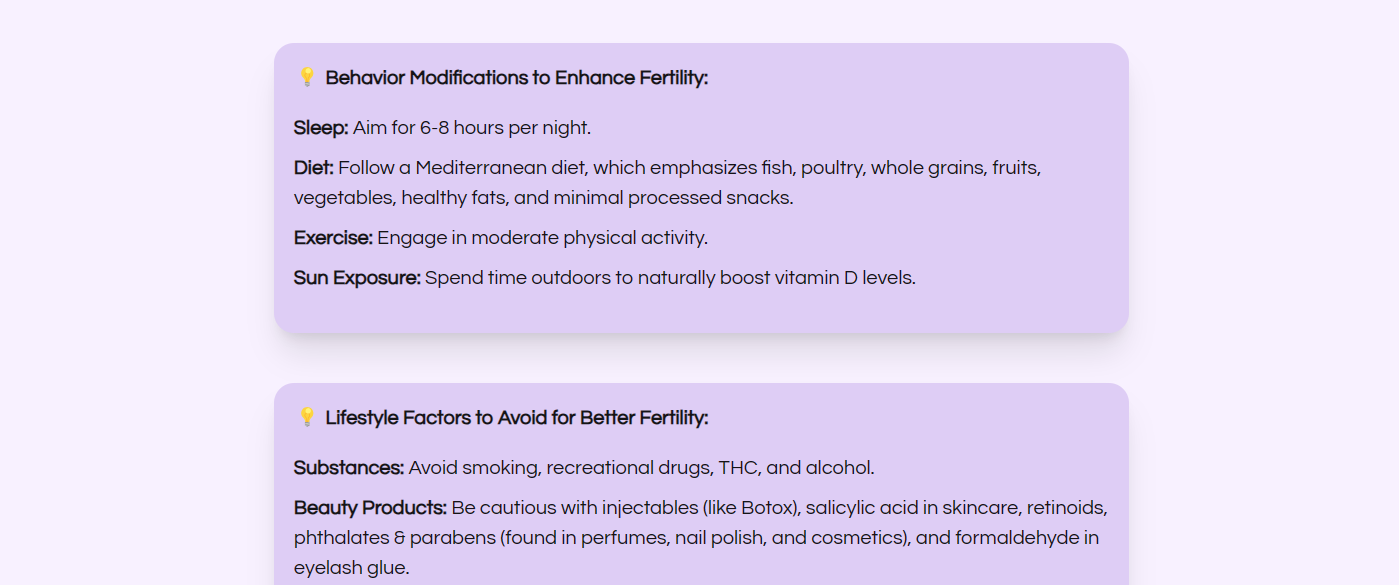 💡 Behavior Modifications to Enhance Fertility:
Sleep: Aim for 6-8 hours per night.
Diet: Follow a Mediterranean diet, which emphasizes fish, poultry, whole grains, fruits,
vegetables, healthy fats, and minimal processed snacks.
Exercise: Engage in moderate physical activity.
Sun Exposure: Spend time outdoors to naturally boost vitamin D levels.
💡 Lifestyle Factors to Avoid for Better Fertility:
Substances: Avoid smoking, recreational drugs, THC, and alcohol.
Beauty Products: Be cautious with injectables (like Botox), salicylic acid in skincare, retinoids,
phthalates & parabens (found in perfumes, nail polish, and cosmetics), and formaldehyde in
eyelash glue.